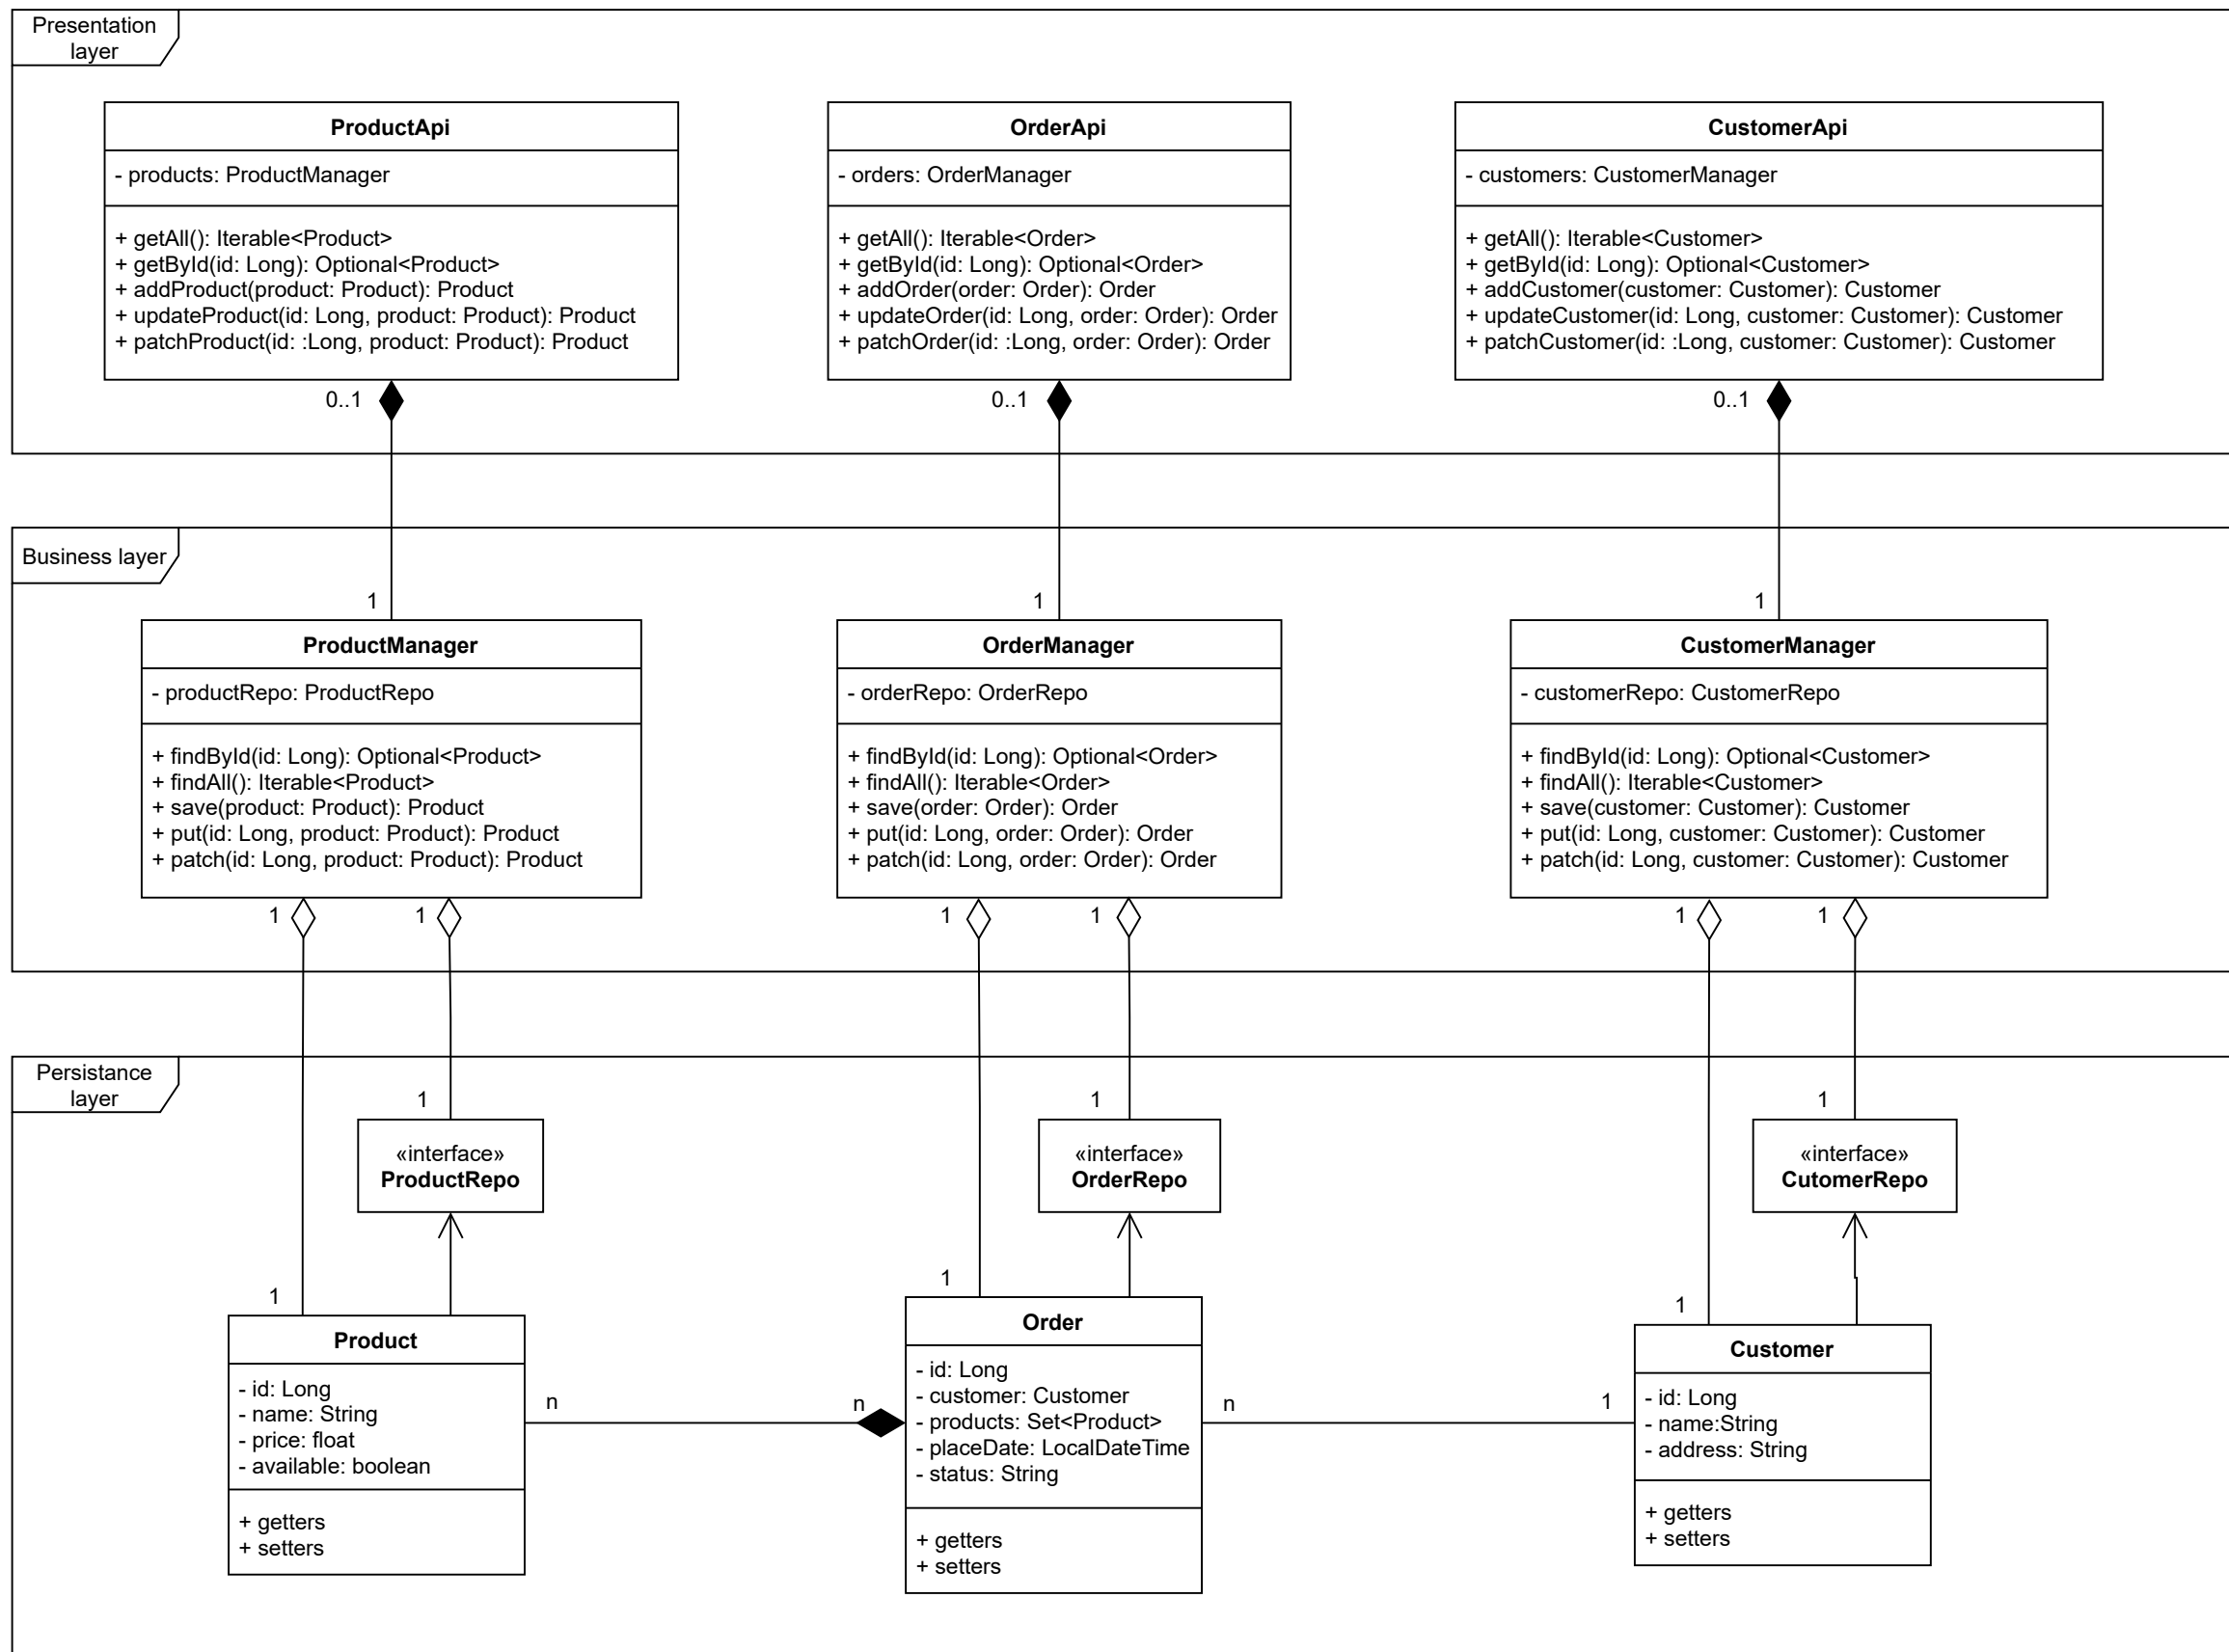 Presentation
layer
ProductApi
- products: ProductManager
+ getAll(): Iterable<Product>
+ getById(id: Long): Optional<Product>
+ addProduct(product: Product): Product
+ updateProduct(id: Long, product: Product): Product
+ patchProduct(id: :Long, product: Product): Product
0..1
OrderApi
- orders: OrderManager
+ getAll(): Iterable<Order>
+ getById(id: Long): Optional<Order>
+ addOrder(order: Order): Order
+ updateOrder(id: Long, order: Order): Order
+ patchOrder(id: :Long, order: Order): Order
0..1
CustomerApi
- customers: CustomerManager
+ getAll(): Iterable<Customer>
+ getById(id: Long): Optional<Customer>
+ addCustomer(customer: Customer): Customer
+ updateCustomer(id: Long, customer: Customer): Customer
+ patchCustomer(id: :Long, customer: Customer): Customer
0..1
Business layer
1
ProductManager
- productRepo: ProductRepo
+ findById(id: Long): Optional<Product>
+ findAll(): Iterable<Product>
+ save(product: Product): Product
+ put(id: Long, product: Product): Product
+ patch(id: Long, product: Product): Product
1
1
1
OrderManager
- orderRepo: OrderRepo
+ findById(id: Long): Optional<Order>
+ findAll(): Iterable<Order>
+ save(order: Order): Order
+ put(id: Long, order: Order): Order
+ patch(id: Long, order: Order): Order
1
1
1
CustomerManager
- customerRepo: CustomerRepo
+ findById(id: Long): Optional<Customer>
+ findAll(): Iterable<Customer>
+ save(customer: Customer): Customer
+ put(id: Long, customer: Customer): Customer
+ patch(id: Long, customer: Customer): Customer
1
1
Persistance
layer
1
«interface»
ProductRepo
1
«interface»
OrderRepo
1
«interface»
CutomerRepo
1
Product
- id: Long
- name: String
- price: float
- available: boolean
+ getters
+ setters
n
n
1
Order
- id: Long
- customer: Customer
- products: Set<Product>
- placeDate: LocalDateTime
- status: String
+ getters
+ setters
n
1
1
Customer
- id: Long
- name:String
- address: String
+ getters
+ setters